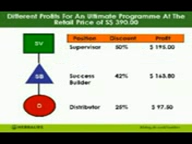 Different Profits For An Ultimate Programme At The
Retail Price of S$ 390.00
Position Discount Profit
SV Supervisor 50% $ 195.00
SB Success Builder 42% $ 163.80
D Distributor 25% $ 97.50
HERBALIFE